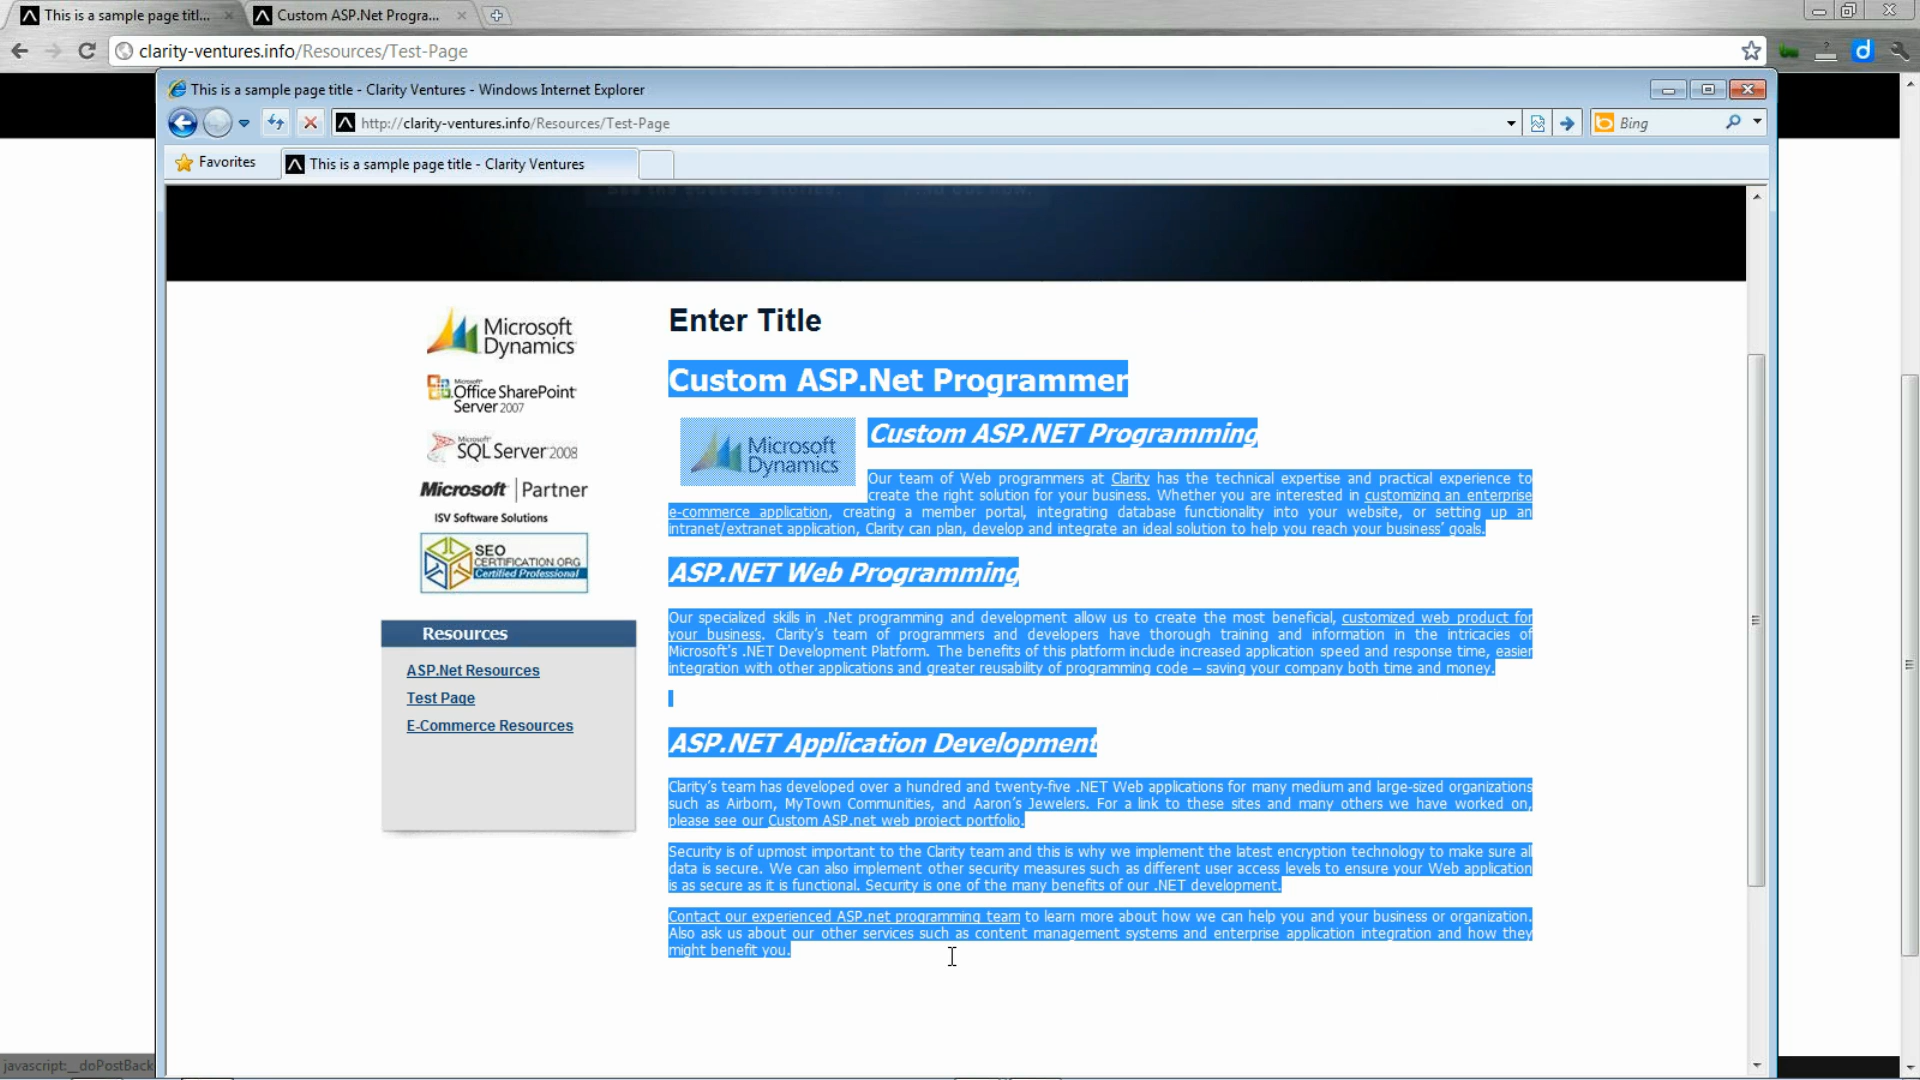 This is a sample page titl...
Custom ASP.Net Progra...
clarity-ventures.info/Resources/Test-Page
This is a sample page title - Clarity Ventures - Windows Internet Explorer
http://clarity-ventures.info/Resources/Test-Page
Bing
Favorites
This is a sample page title - Clarity Ventures
Microsoft
Dynamics
Microsoft
Office SharePoint
Server 2007
Microsoft
SQL Server 2008
Microsoft | Partner
ISV Software Solutions
SEO
CERTIFICATION.ORG
Certified Professional
Resources
ASP.Net Resources
Test Page
E-Commerce Resources
Enter Title
Custom ASP.Net Programmer
Microsoft
Dynamics
Custom ASP.NET Programming
Our team of Web programmers at Clarity has the technical expertise and practical experience to
create the right solution for your business. Whether you are interested in customizing an enterprise
e-commerce application, creating a member portal, integrating database functionality into your website, or setting up an
intranet/extranet application, Clarity can plan, develop and integrate an ideal solution to help you reach your business’ goals.
ASP.NET Web Programming
Our specialized skills in .Net programming and development allow us to create the most beneficial, customized web product for
your business. Clarity’s team of programmers and developers have thorough training and information in the intricacies of
Microsoft's .NET Development Platform. The benefits of this platform include increased application speed and response time, easier
integration with other applications and greater reusability of programming code – saving your company both time and money.
ASP.NET Application Development
Clarity’s team has developed over a hundred and twenty-five .NET Web applications for many medium and large-sized organizations
such as Airborn, MyTown Communities, and Aaron’s Jewelers. For a link to these sites and many others we have worked on,
please see our Custom ASP.net web project portfolio.
Security is of upmost important to the Clarity team and this is why we implement the latest encryption technology to make sure all
data is secure. We can also implement other security measures such as different user access levels to ensure your Web application
is as secure as it is functional. Security is one of the many benefits of our .NET development.
Contact our experienced ASP.net programming team to learn more about how we can help you and your business or organization.
Also ask us about our other services such as content management systems and enterprise application integration and how they
might benefit you.
javascript:__doPostBack